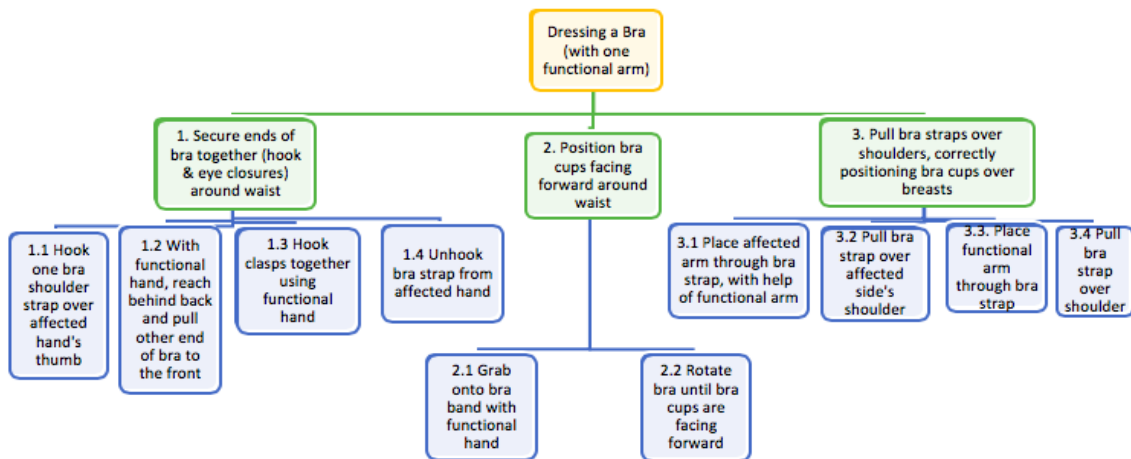 Dressing a Bra
(with one
functional arm)
1. Secure ends of
bra together (hook
& eye closures)
around waist
2. Position bra
cups facing
forward around
waist
3. Pull bra straps over
shoulders, correctly
positioning bra cups over
breasts
1.1 Hook
one bra
shoulder
strap over
affected
hand's
thumb
1.2 With
functional
hand, reach
behind back
and pull
other end
of bra to
the front
1.3 Hook
clasps together
using
functional
hand
1.4 Unhook
bra strap from
affected hand
3.1 Place affected
arm through bra
strap, with help
of functional arm
3.2 Pull bra
strap over
affected
side's
shoulder
3.3. Place
functional
arm
through bra
strap
3.4 Pull
bra
strap
over
shoulder
2.1 Grab
onto bra
band with
functional
hand
2.2 Rotate
bra until bra
cups are
facing
forward